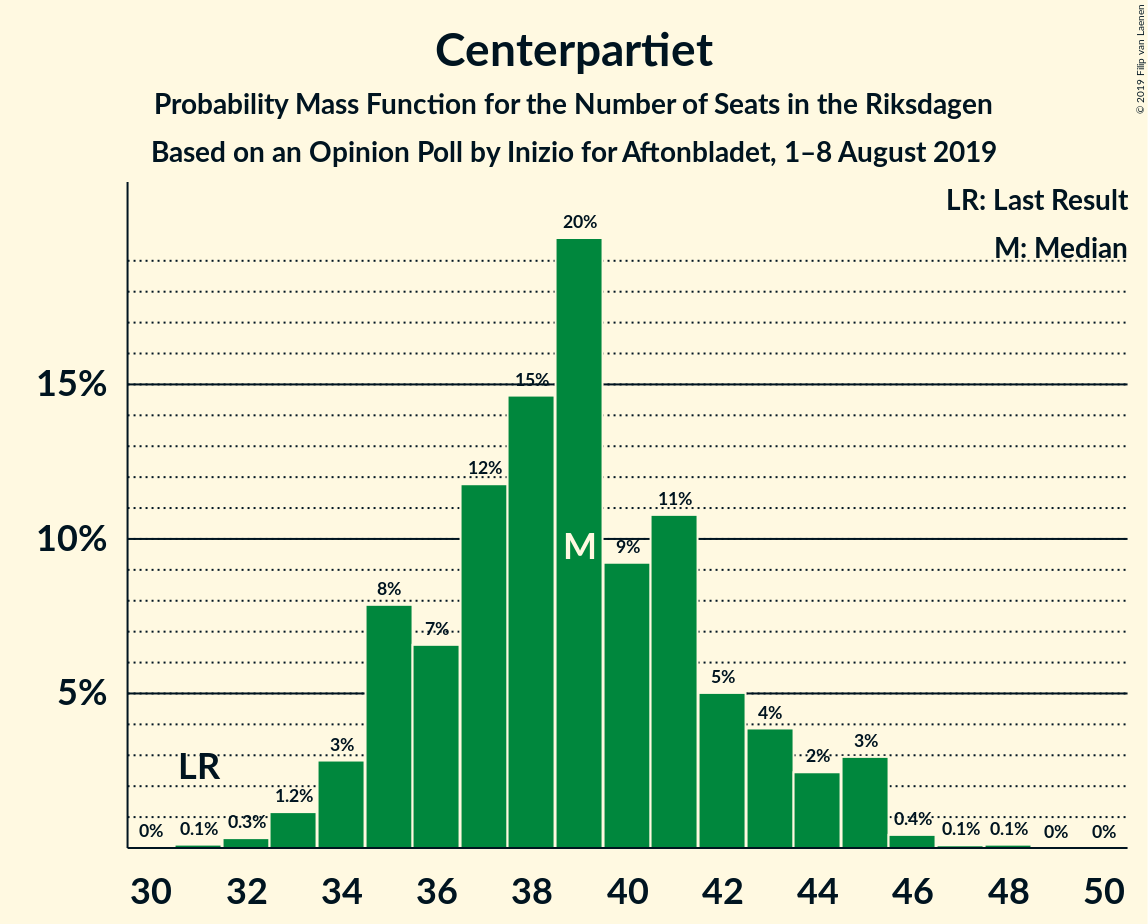 Centerpartiet
Probability Mass Function for the Number of Seats in the Riksdagen
Based on an Opinion Poll by Inizio for Aftonbladet, 1–8 August 2019
© 2019 Filip van Laenen
LR: Last Result
M: Median
15%
10%
5%
0%
0.1%
0.3%
1.2%
3%
8%
7%
12%
15%
20%
9%
11%
5%
4%
2%
3%
0.4%
0.1%
0.1%
0%
0%
LR
M
30 32 34 36 38 40 42 44 46 48 50